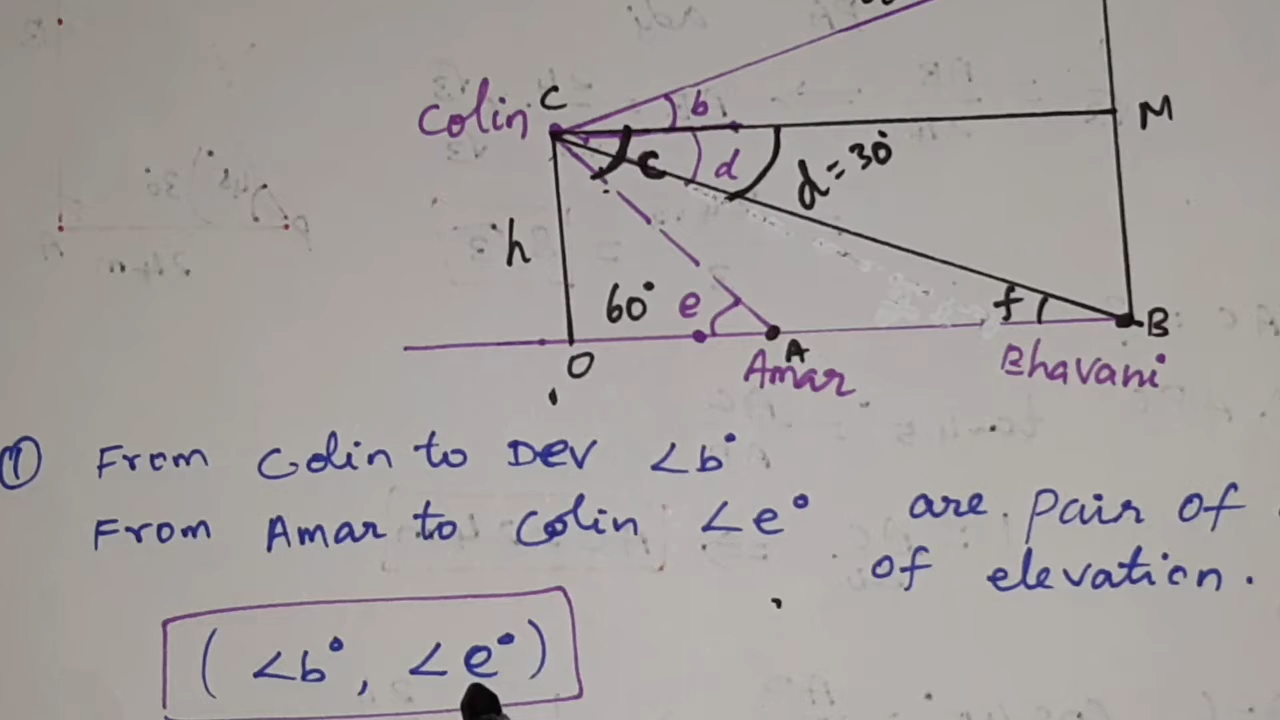 b
C
Colin
M
c
d
d = 30°
h
60°
e
f
B
O
A
Amar
Bhavani
① From Colin to Dev ∠b°
From Amar to Colin ∠e° are pair of
of elevation.
(∠b°, ∠e°)